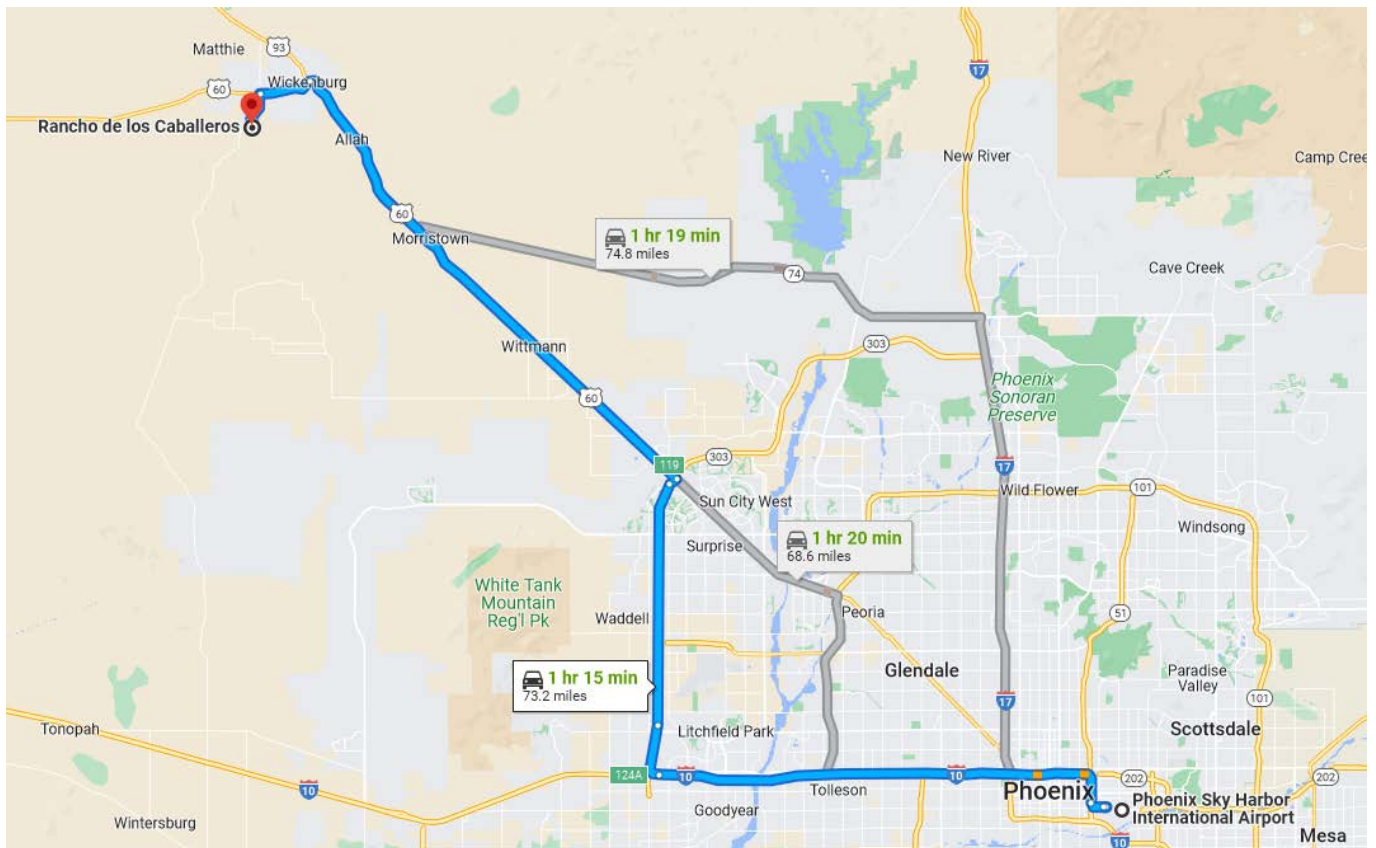 Matthie
93
17
Wickenburg
60
Rancho de los Caballeros
Allah
New River
Camp Cree
60
Morristown
1 hr 19 min
74.8 miles
74
Cave Creek
303
Wittmann
Phoenix
Sonoran
Preserve
60
119
303
17
Wild Flower
101
Sun City West
Windsong
1 hr 20 min
68.6 miles
Surprise
White Tank
Mountain
Reg'l Pk
Waddell
Peoria
51
Glendale
Paradise
Valley
1 hr 15 min
73.2 miles
17
101
Tonopah
Litchfield Park
Scottsdale
124A
10
10
202
202
10
Tolleson
Phoenix
Goodyear
Phoenix Sky Harbor
International Airport
Wintersburg
Mesa
10